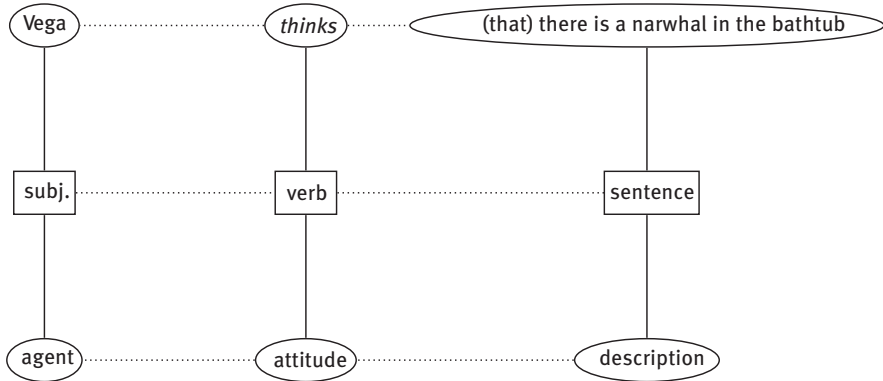 Vega thinks (that) there is a narwhal in the bathtub
subj. verb sentence
agent attitude description